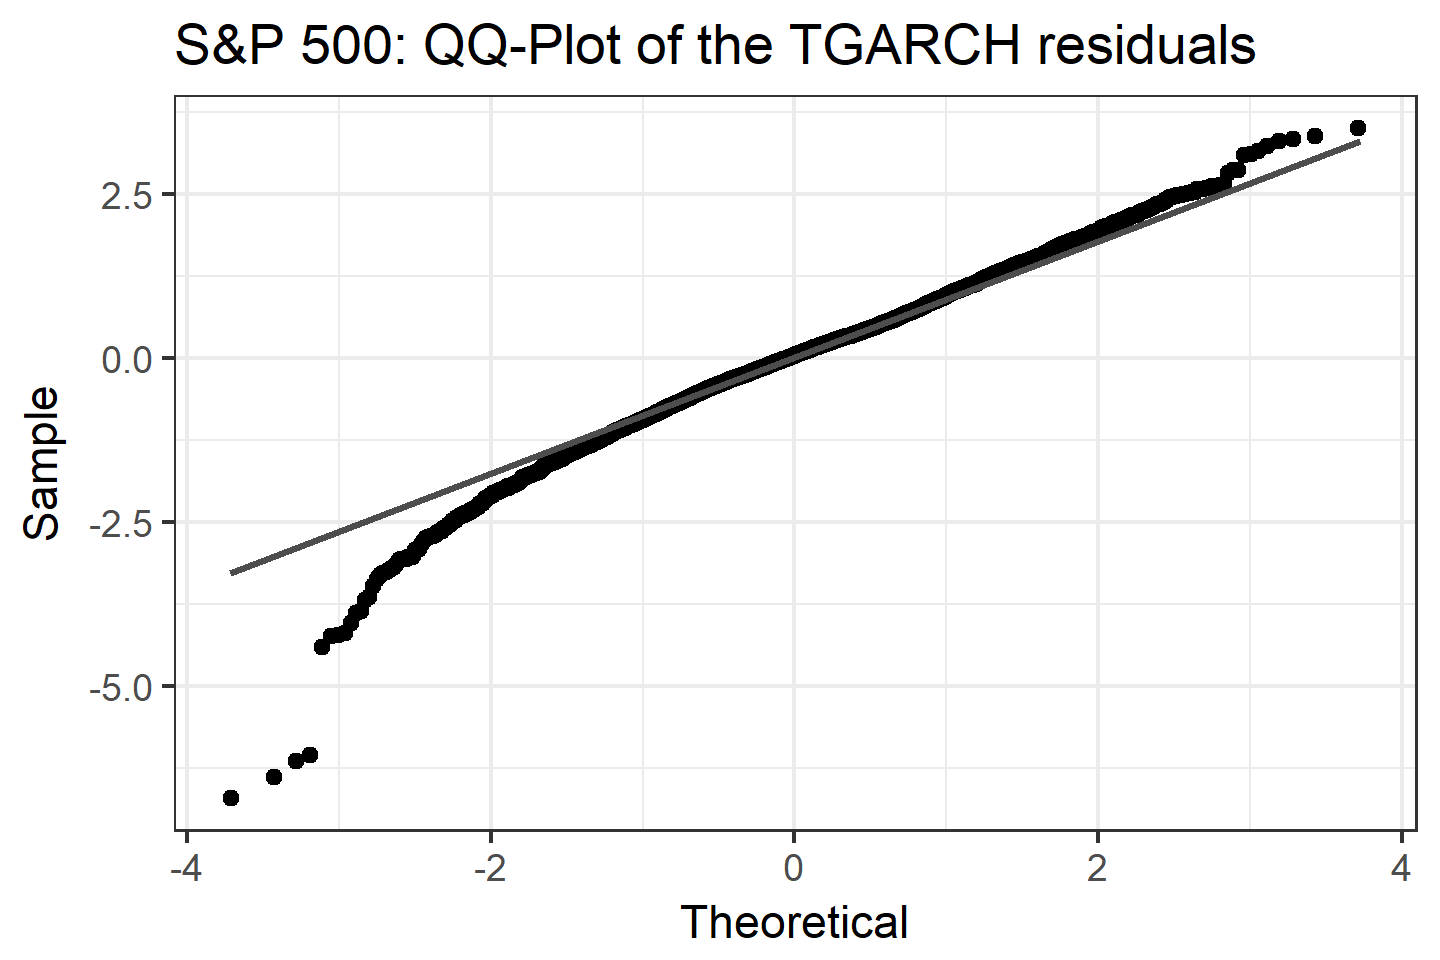 S&P 500: QQ-Plot of the TGARCH residuals
2.5
0.0
-2.5
-5.0
Sample
-4 -2 0 2 4
Theoretical